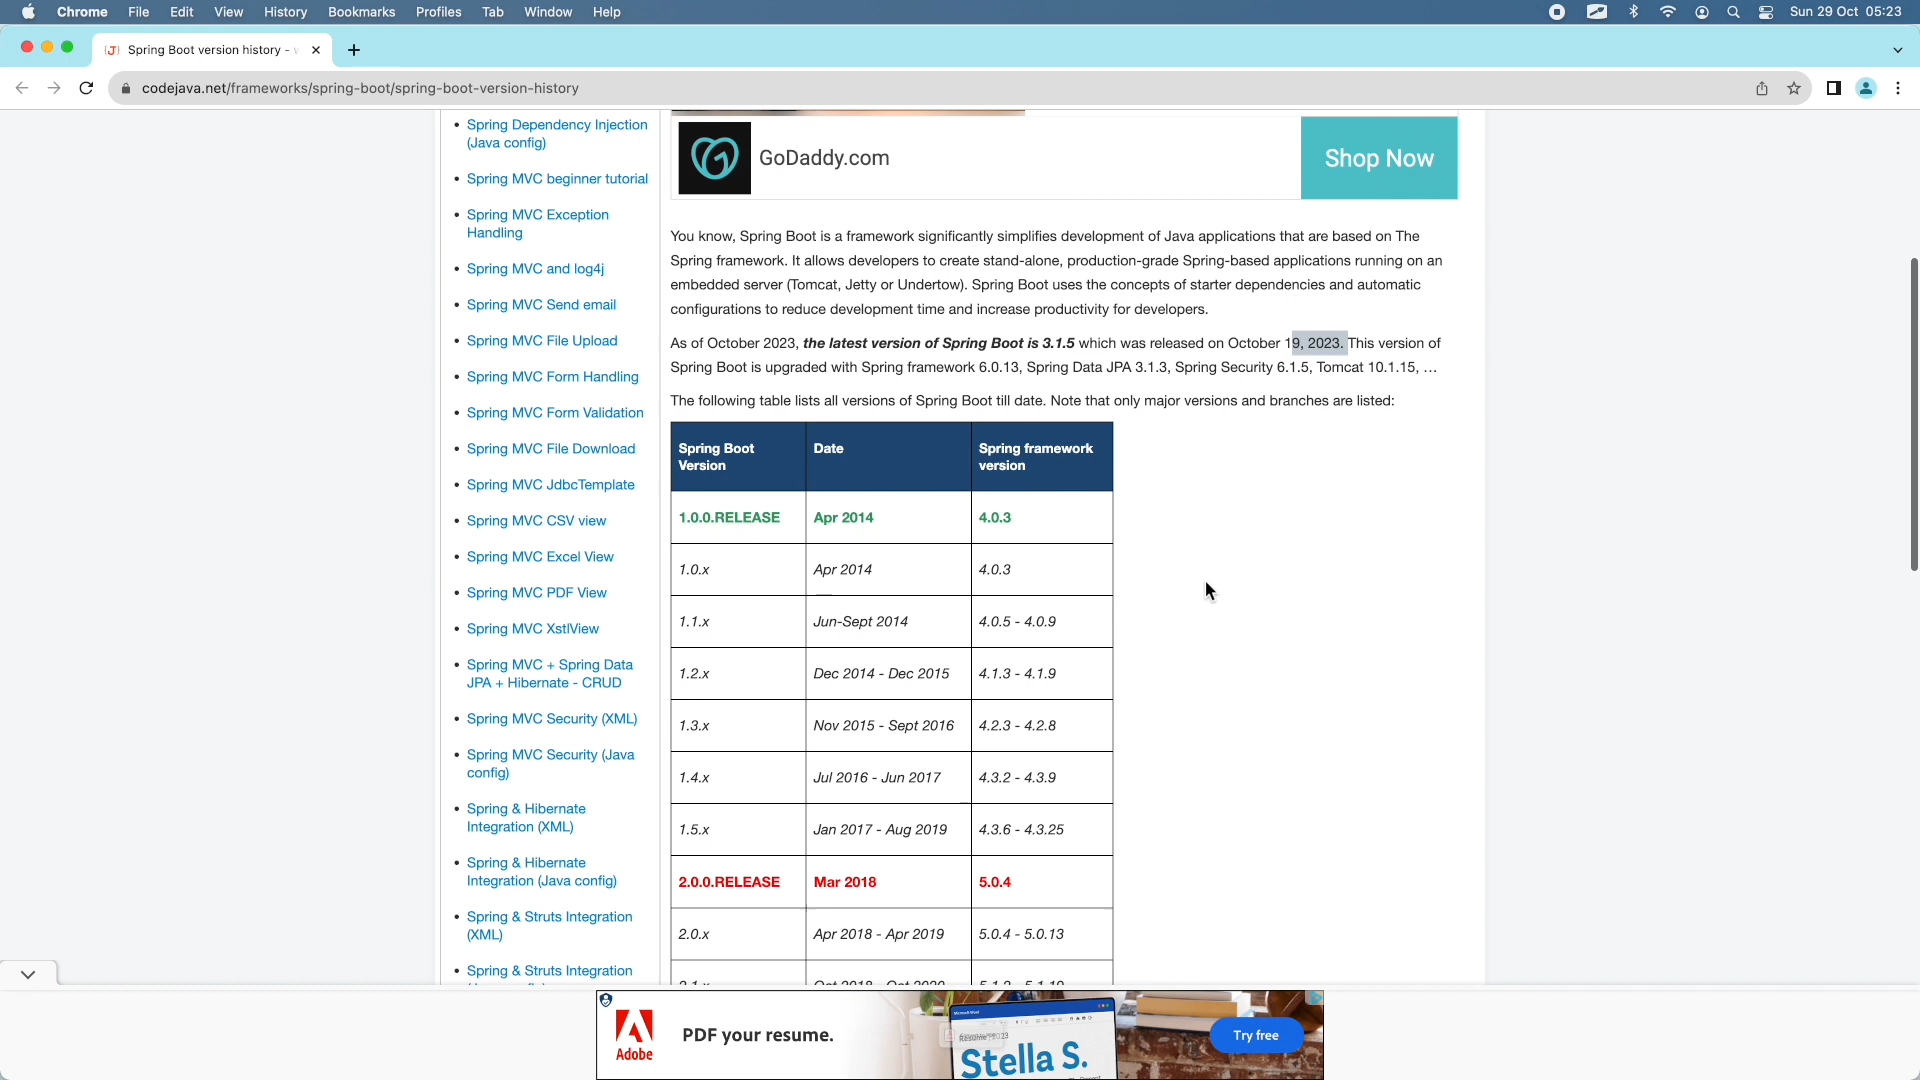 Chrome File Edit View History Bookmarks Profiles Tab Window Help Sun 29 Oct 05:23
{J} Spring Boot version history -
codejava.net/frameworks/spring-boot/spring-boot-version-history
• Spring Dependency Injection
(Java config)
• Spring MVC beginner tutorial
• Spring MVC Exception
Handling
• Spring MVC and log4j
• Spring MVC Send email
• Spring MVC File Upload
• Spring MVC Form Handling
• Spring MVC Form Validation
• Spring MVC File Download
• Spring MVC JdbcTemplate
• Spring MVC CSV view
• Spring MVC Excel View
• Spring MVC PDF View
• Spring MVC XstlView
• Spring MVC + Spring Data
JPA + Hibernate - CRUD
• Spring MVC Security (XML)
• Spring MVC Security (Java
config)
• Spring & Hibernate
Integration (XML)
• Spring & Hibernate
Integration (Java config)
• Spring & Struts Integration
(XML)
• Spring & Struts Integration
GoDaddy.com
Shop Now
You know, Spring Boot is a framework significantly simplifies development of Java applications that are based on The
Spring framework. It allows developers to create stand-alone, production-grade Spring-based applications running on an
embedded server (Tomcat, Jetty or Undertow). Spring Boot uses the concepts of starter dependencies and automatic
configurations to reduce development time and increase productivity for developers.
As of October 2023, the latest version of Spring Boot is 3.1.5 which was released on October 19, 2023. This version of
Spring Boot is upgraded with Spring framework 6.0.13, Spring Data JPA 3.1.3, Spring Security 6.1.5, Tomcat 10.1.15, ...
The following table lists all versions of Spring Boot till date. Note that only major versions and branches are listed:
Spring Boot Version Date Spring framework version
1.0.0.RELEASE Apr 2014 4.0.3
1.0.x Apr 2014 4.0.3
1.1.x Jun-Sept 2014 4.0.5 - 4.0.9
1.2.x Dec 2014 - Dec 2015 4.1.3 - 4.1.9
1.3.x Nov 2015 - Sept 2016 4.2.3 - 4.2.8
1.4.x Jul 2016 - Jun 2017 4.3.2 - 4.3.9
1.5.x Jan 2017 - Aug 2019 4.3.6 - 4.3.25
2.0.0.RELEASE Mar 2018 5.0.4
2.0.x Apr 2018 - Apr 2019 5.0.4 - 5.0.13
2.1.x Oct 2018 - Oct 2020 5.1.2 - 5.1.19
Adobe
PDF your resume.
Stella S.
Try free